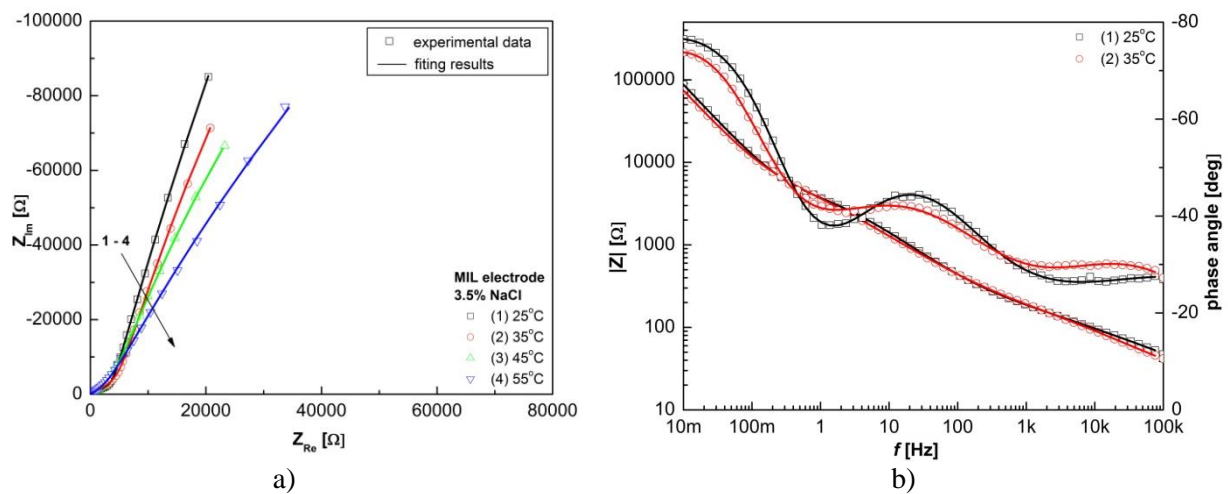 -100000
-80000
-60000
-40000
-20000
0
Z_Im [Ω]
experimental data
fiting results
1 - 4
MIL electrode
3.5% NaCl
(1) 25°C
(2) 35°C
(3) 45°C
(4) 55°C
0 20000 40000 60000 80000
Z_Re [Ω]
a)
100000
10000
1000
100
10
|Z| [Ω]
(1) 25°C
(2) 35°C
-80
-60
-40
-20
0
phase angle [deg]
10m 100m 1 10 100 1k 10k 100k
f [Hz]
b)